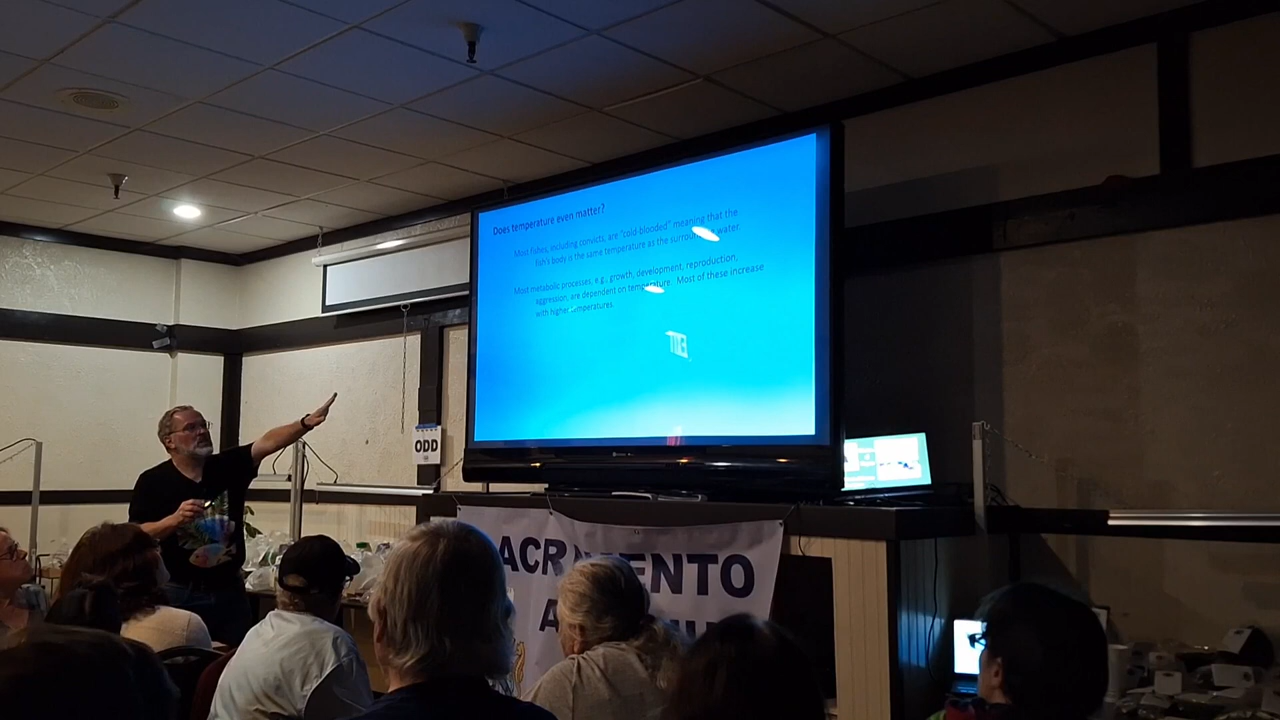 Does temperature even matter?
Most fishes, including convicts, are "cold-blooded" meaning that the
fish's body is the same temperature as the surrounding water.
Most metabolic processes, e.g., growth, development, reproduction,
aggression, are dependent on temperature. Most of these increase
with higher temperatures.
ODD
ACRAMENTO